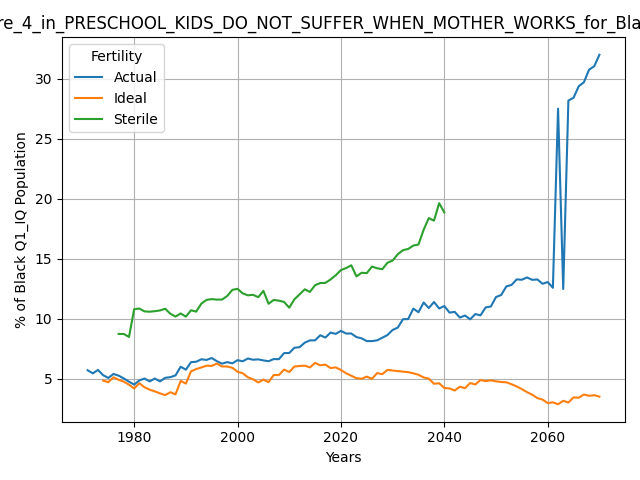 re_4_in_PRESCHOOL_KIDS_DO_NOT_SUFFER_WHEN_MOTHER_WORKS_for_Bla
Fertility
Actual
Ideal
Sterile
% of Black Q1_IQ Population
30
25
20
15
10
5
1980 2000 2020 2040 2060
Years